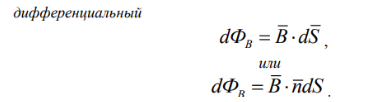 дифференциальный
dΦ_B = B̅ · dS̅ ,
или
dΦ_B = B̅ · n̅dS .